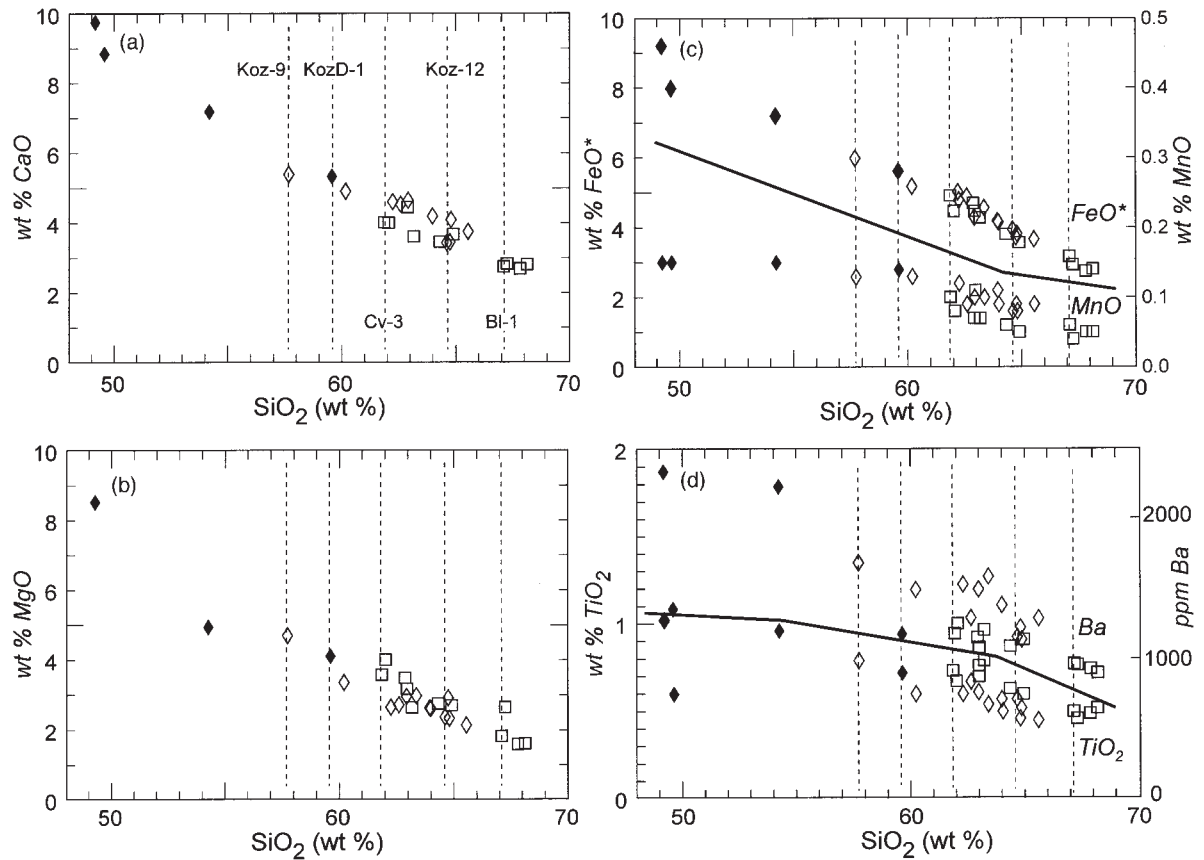 (a)
Koz-9
KozD-1
Koz-12
Cv-3
Bl-1
10
8
6
4
2
0
wt % CaO
50
60
70
SiO2 (wt %)
(c)
FeO*
MnO
10
8
6
4
2
0
wt % FeO*
0.5
0.4
0.3
0.2
0.1
0.0
wt % MnO
50
60
70
SiO2 (wt %)
(b)
10
8
6
4
2
0
wt % MgO
50
60
70
SiO2 (wt %)
(d)
Ba
TiO2
2
1
0
wt % TiO2
2000
1000
0
ppm Ba
50
60
70
SiO2 (wt %)